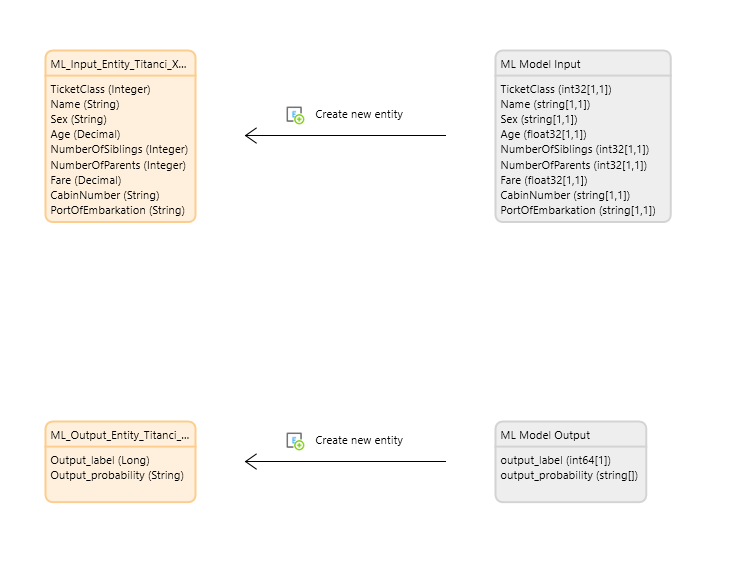 ML_Input_Entity_Titanci_X...
TicketClass (Integer)
Name (String)
Sex (String)
Age (Decimal)
NumberOfSiblings (Integer)
NumberOfParents (Integer)
Fare (Decimal)
CabinNumber (String)
PortOfEmbarkation (String)
Create new entity
ML Model Input
TicketClass (int32[1,1])
Name (string[1,1])
Sex (string[1,1])
Age (float32[1,1])
NumberOfSiblings (int32[1,1])
NumberOfParents (int32[1,1])
Fare (float32[1,1])
CabinNumber (string[1,1])
PortOfEmbarkation (string[1,1])
ML_Output_Entity_Titanci_...
Output_label (Long)
Output_probability (String)
Create new entity
ML Model Output
output_label (int64[1])
output_probability (string[])